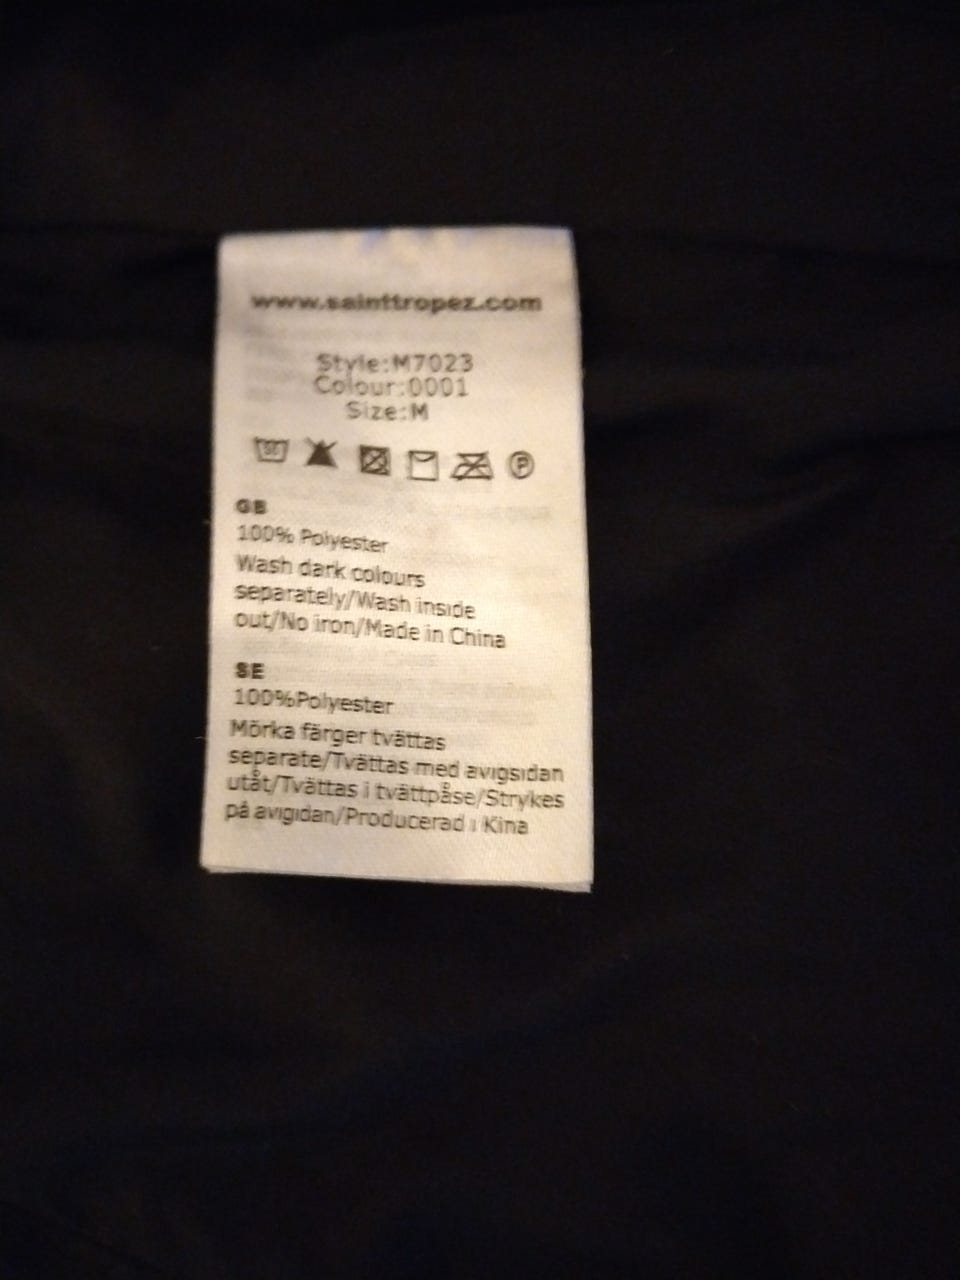 www.sainttropez.com
Style:M7023
Colour:0001
Size:M
GB
100% Polyester
Wash dark colours
separately/Wash inside
out/No iron/Made in China
SE
100%Polyester
Mörka färger tvättas
separate/Tvättas med avigsidan
utåt/Tvättas i tvättpåse/Strykes
på avigidan/Producerad i Kina